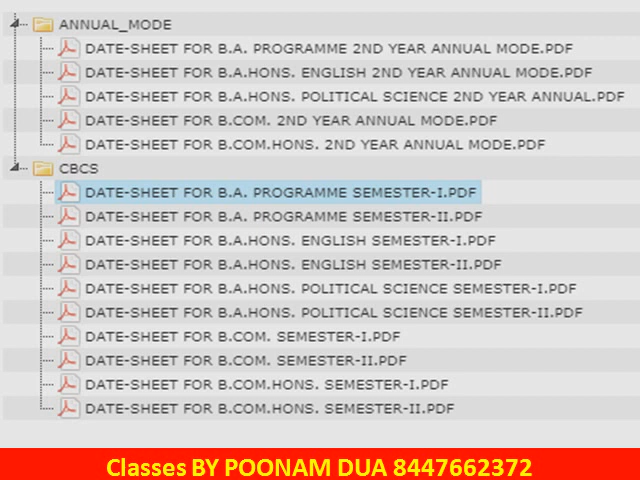 ANNUAL_MODE
DATE-SHEET FOR B.A. PROGRAMME 2ND YEAR ANNUAL MODE.PDF
DATE-SHEET FOR B.A.HONS. ENGLISH 2ND YEAR ANNUAL MODE.PDF
DATE-SHEET FOR B.A.HONS. POLITICAL SCIENCE 2ND YEAR ANNUAL.PDF
DATE-SHEET FOR B.COM. 2ND YEAR ANNUAL MODE.PDF
DATE-SHEET FOR B.COM.HONS. 2ND YEAR ANNUAL MODE.PDF
CBCS
DATE-SHEET FOR B.A. PROGRAMME SEMESTER-I.PDF
DATE-SHEET FOR B.A. PROGRAMME SEMESTER-II.PDF
DATE-SHEET FOR B.A.HONS. ENGLISH SEMESTER-I.PDF
DATE-SHEET FOR B.A.HONS. ENGLISH SEMESTER-II.PDF
DATE-SHEET FOR B.A.HONS. POLITICAL SCIENCE SEMESTER-I.PDF
DATE-SHEET FOR B.A.HONS. POLITICAL SCIENCE SEMESTER-II.PDF
DATE-SHEET FOR B.COM. SEMESTER-I.PDF
DATE-SHEET FOR B.COM. SEMESTER-II.PDF
DATE-SHEET FOR B.COM.HONS. SEMESTER-I.PDF
DATE-SHEET FOR B.COM.HONS. SEMESTER-II.PDF
Classes BY POONAM DUA 8447662372